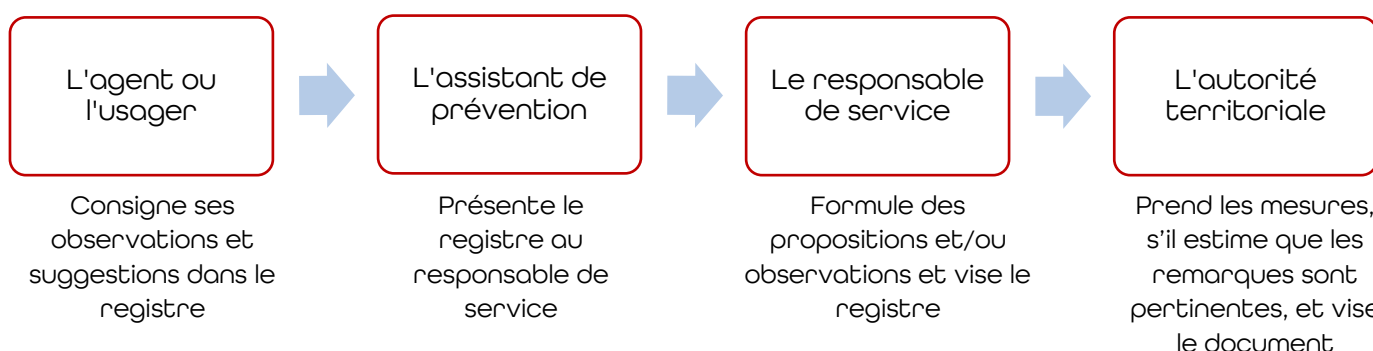 L'agent ou
l'usager
L'assistant de
prévention
Le responsable
de service
L'autorité
territoriale
Consigne ses
observations et
suggestions dans le
registre
Présente le
registre au
responsable de
service
Formule des
propositions et/ou
observations et vise le
registre
Prend les mesures,
s’il estime que les
remarques sont
pertinentes, et vise
le document